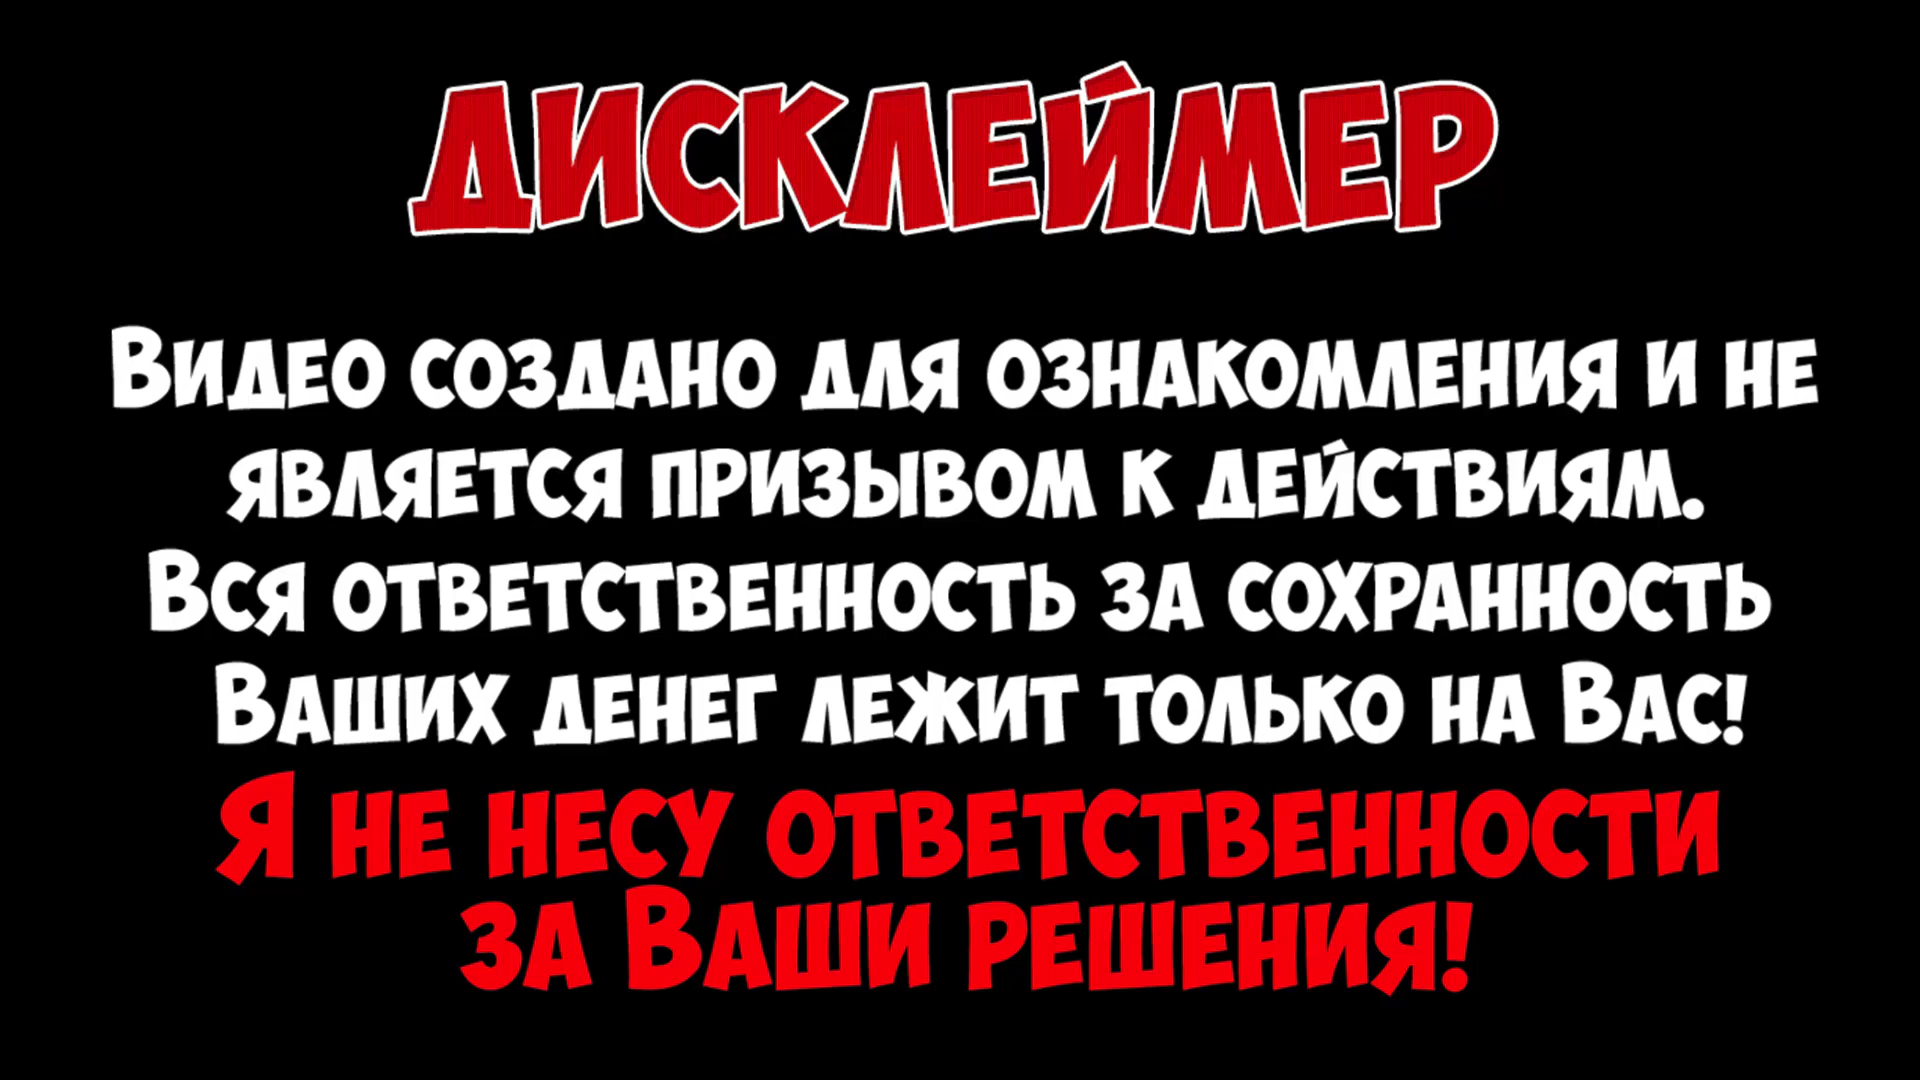 ДИСКЛЕЙМЕР
Видео создано для ознакомления и не
является призывом к действиям.
Вся ответственность за сохранность
Ваших денег лежит только на Вас!
Я не несу ответственности
за Ваши решения!